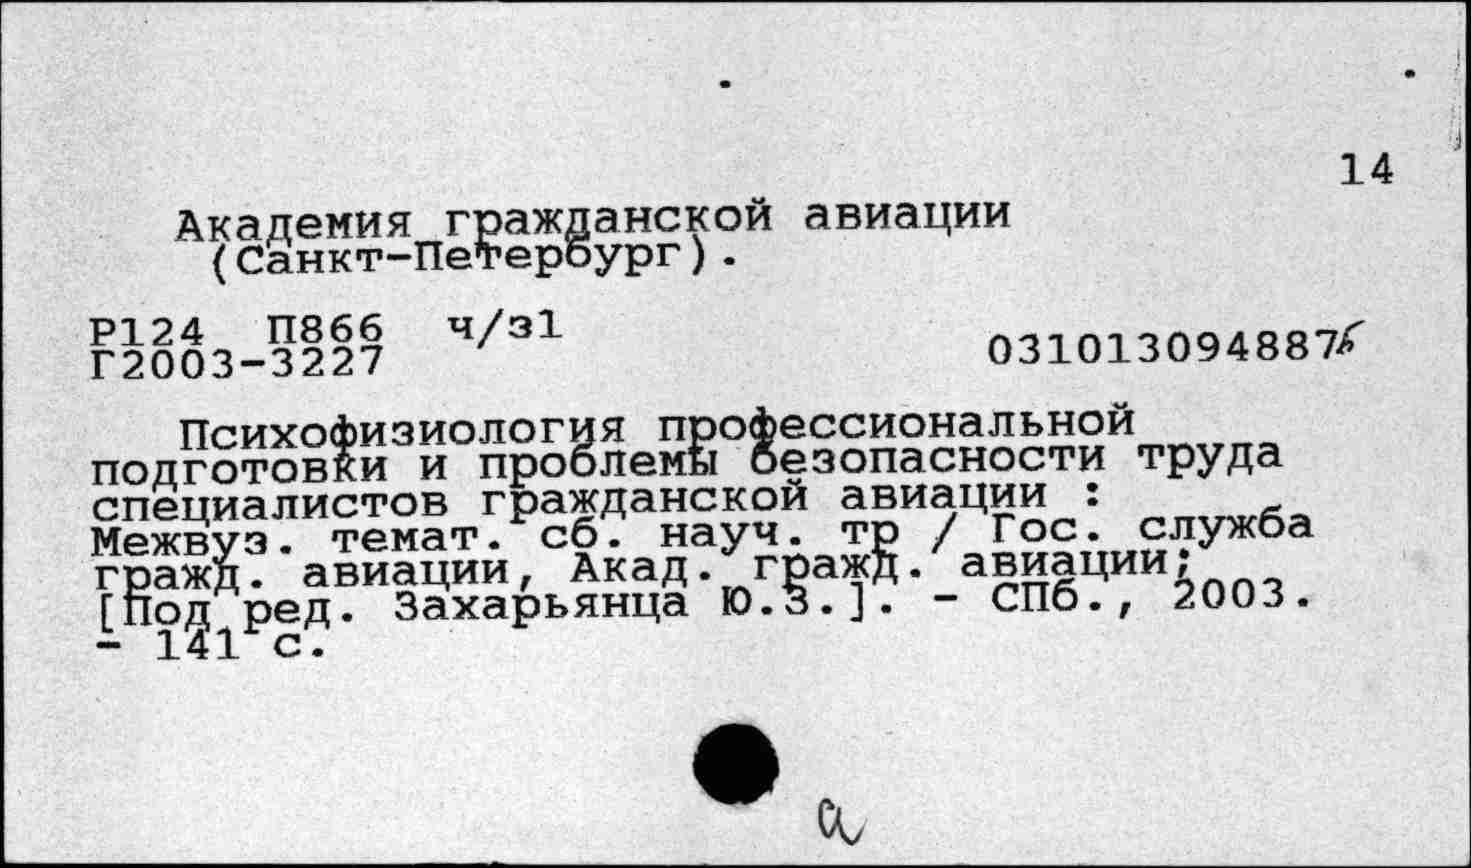 14
Академия гражданской авиации
(Санкт-Петербург).
Р124 П866 ч/з1
Г2003-3227
031013094887
Психофизиология профессиональной
подготовки и проблемы безопасности труда
специалистов гражданской авиации :
Межвуз. темат. сб. науч. тр / Гос. служба
гражд. авиации, Акад. гражд. авиации;
[Под ред. Захарьянца Ю.З.]. - СПб., 2003.
- 141 с.
а